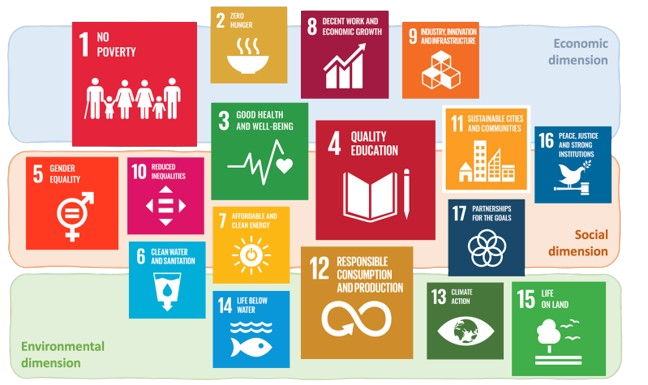 1 NO
POVERTY
2 ZERO
HUNGER
8 DECENT WORK AND
ECONOMIC GROWTH
9 INDUSTRY, INNOVATION
AND INFRASTRUCTURE
Economic
dimension
3 GOOD HEALTH
AND WELL-BEING
4 QUALITY
EDUCATION
11 SUSTAINABLE CITIES
AND COMMUNITIES
16 PEACE, JUSTICE
AND STRONG
INSTITUTIONS
5 GENDER
EQUALITY
10 REDUCED
INEQUALITIES
7 AFFORDABLE AND
CLEAN ENERGY
17 PARTNERSHIPS
FOR THE GOALS
Social
dimension
6 CLEAN WATER
AND SANITATION
12 RESPONSIBLE
CONSUMPTION
AND PRODUCTION
14 LIFE BELOW
WATER
13 CLIMATE
ACTION
15 LIFE
ON LAND
Environmental
dimension